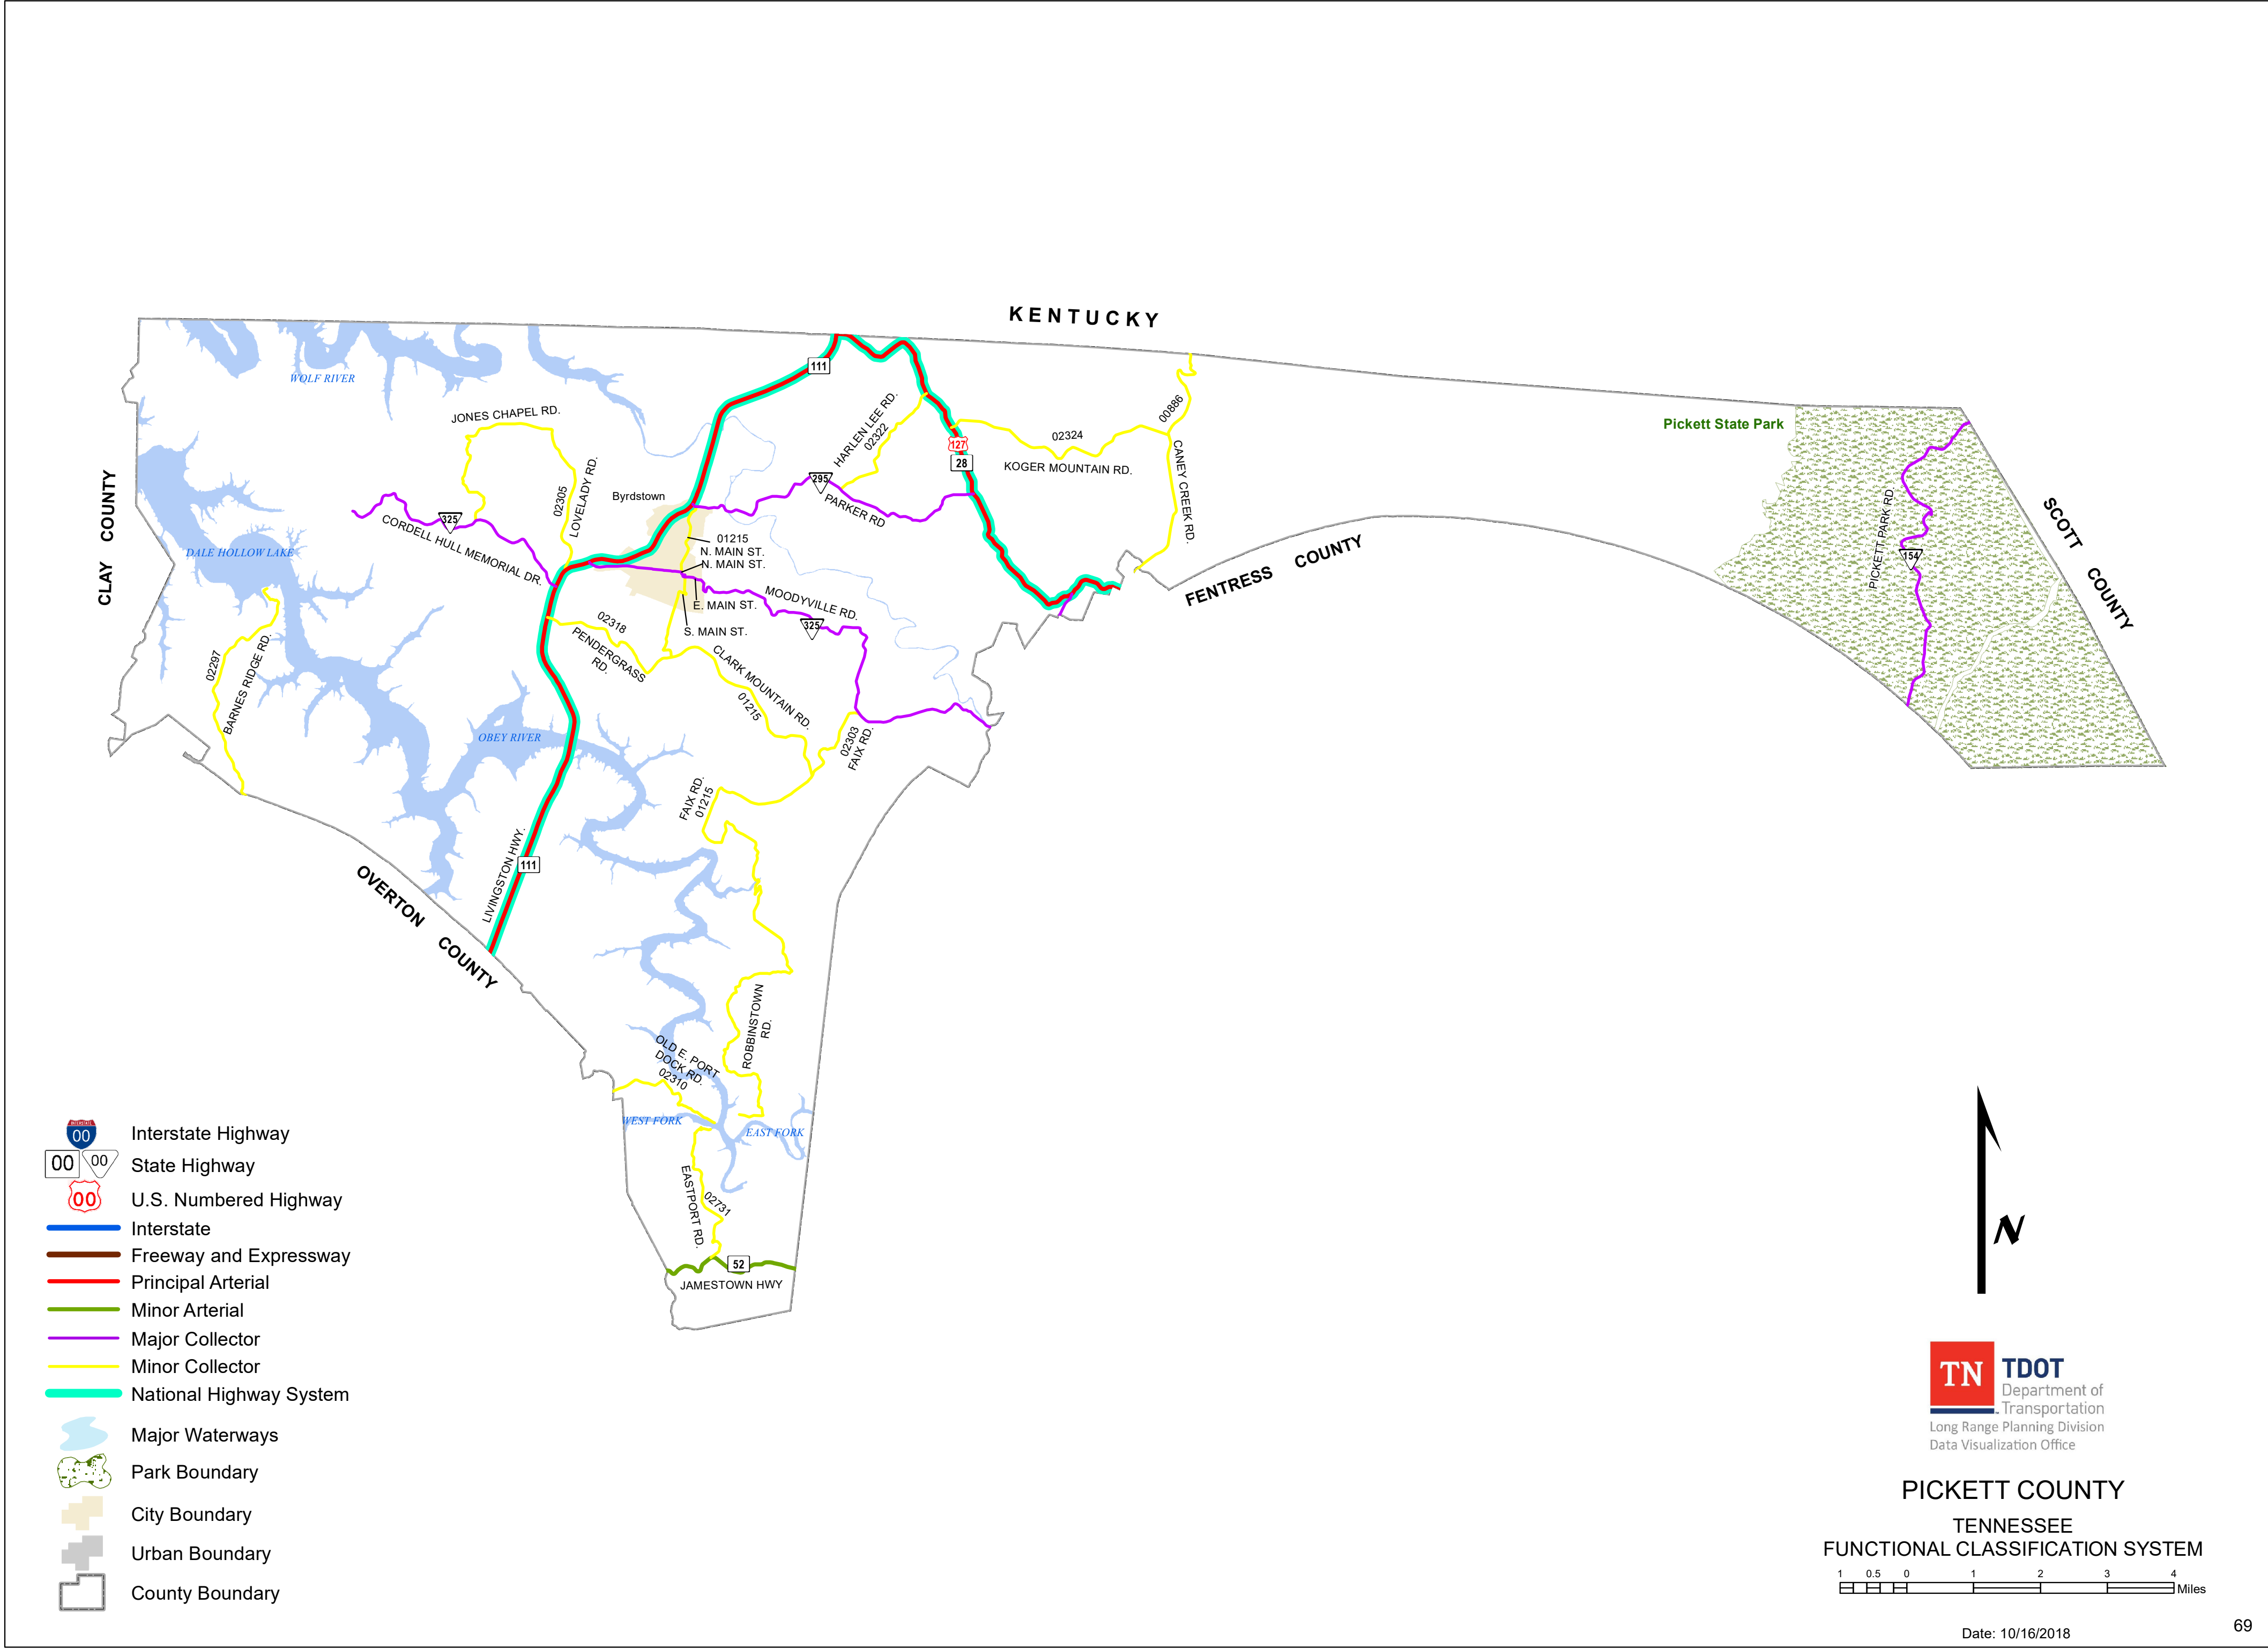 KENTUCKY
CLAY COUNTY
FENTRESS COUNTY
SCOTT COUNTY
OVERTON COUNTY
WOLF RIVER
111
JONES CHAPEL RD.
HARLEN LEE RD.
02322
00886
127
28
02324
KOGER MOUNTAIN RD.
CANEY CREEK RD.
Pickett State Park
PICKETT PARK RD.
154
02305
LOVELADY RD.
Byrdstown
295
PARKER RD
325
CORDELL HULL MEMORIAL DR.
DALE HOLLOW LAKE
01215
N. MAIN ST.
N. MAIN ST.
E. MAIN ST.
S. MAIN ST.
MOODYVILLE RD.
325
02318
PENDERGRASS
RD.
CLARK MOUNTAIN RD.
01215
02297
BARNES RIDGE RD.
OBEY RIVER
02303
FAIX RD.
FAIX RD.
01215
LIVINGSTON HWY.
111
ROBBINSTOWN
RD.
OLD E. PORT
DOCK RD.
02310
WEST FORK
EAST FORK
EASTPORT RD.
02731
52
JAMESTOWN HWY
INTERSTATE
00
Interstate Highway
00
00
State Highway
00
U.S. Numbered Highway
Interstate
Freeway and Expressway
Principal Arterial
Minor Arterial
Major Collector
Minor Collector
National Highway System
Major Waterways
Park Boundary
City Boundary
Urban Boundary
County Boundary
N
TN
TDOT
Department of
Transportation
Long Range Planning Division
Data Visualization Office
PICKETT COUNTY
TENNESSEE
FUNCTIONAL CLASSIFICATION SYSTEM
1 0.5 0 1 2 3 4
Miles
Date: 10/16/2018
69